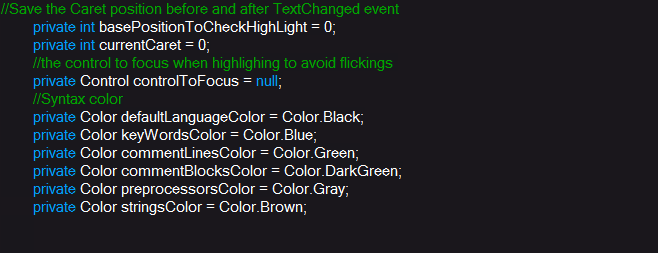 //Save the Caret position before and after TextChanged event
private int basePositionToCheckHighLight = 0;
private int currentCaret = 0;
//the control to focus when highlighing to avoid flickings
private Control controlToFocus = null;
//Syntax color
private Color defaultLanguageColor = Color.Black;
private Color keyWordsColor = Color.Blue;
private Color commentLinesColor = Color.Green;
private Color commentBlocksColor = Color.DarkGreen;
private Color preprocessorsColor = Color.Gray;
private Color stringsColor = Color.Brown;